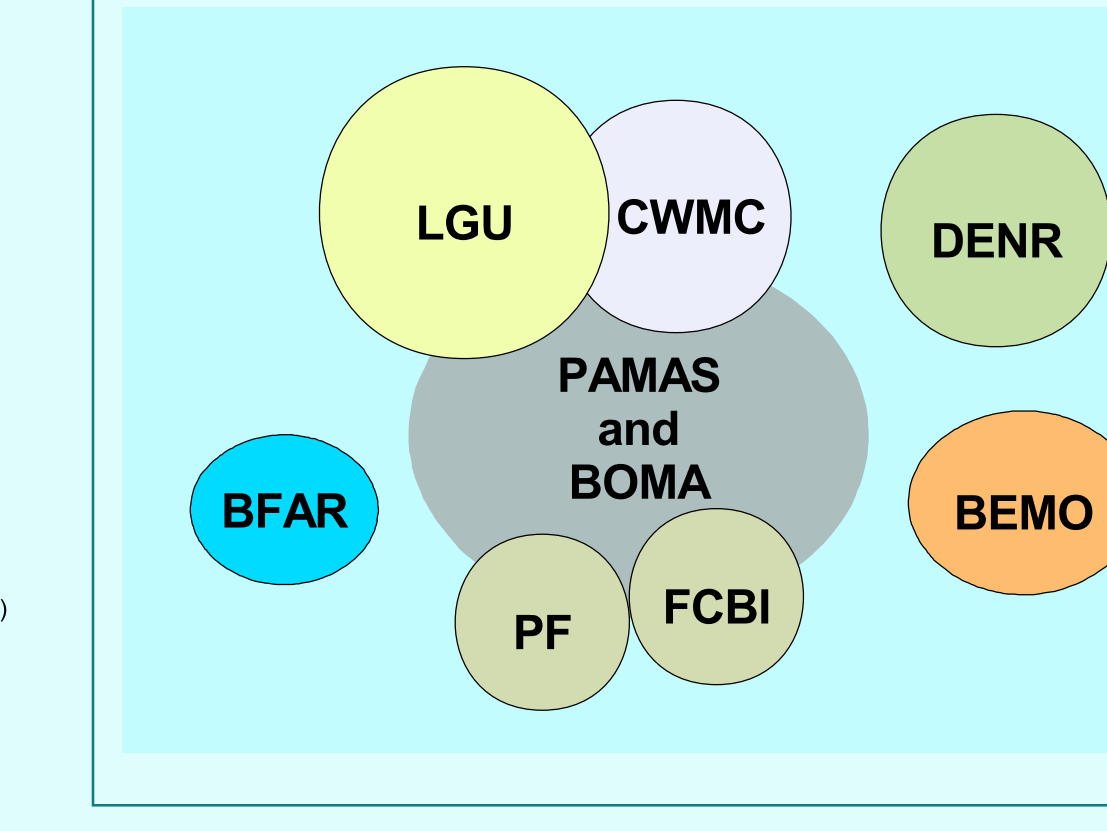 LGU
CWMC
DENR
PAMAS
and
BOMA
BFAR
BEMO
)
PF
FCBI